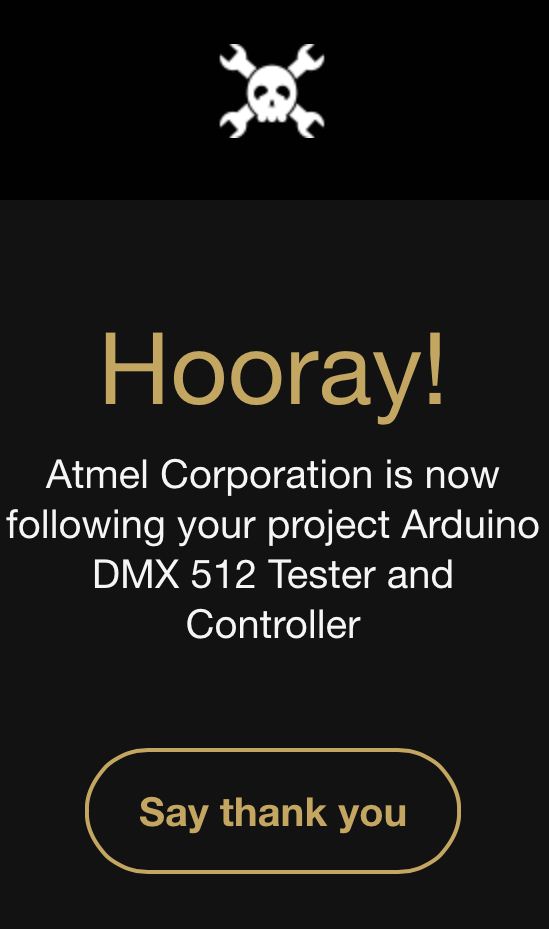 Hooray!
Atmel Corporation is now
following your project Arduino
DMX 512 Tester and
Controller
Say thank you